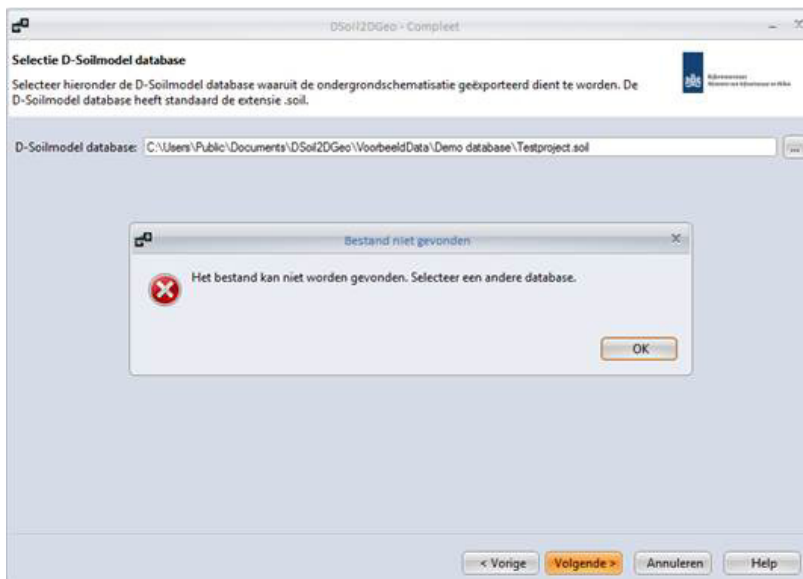 DSoil2DGeo - Compleet
Selectie D-Soilmodel database
Selecteer hieronder de D-Soilmodel database waaruit de ondergrondschematisatie geëxporteerd dient te worden. De
D-Soilmodel database heeft standaard de extensie .soil.
Rijkswaterstaat
D-Soilmodel database: C:\Users\Public\Documents\DSoil2DGeo\VoorbeeldData\Demo database\Testproject.soil ...
Bestand niet gevonden
Het bestand kan niet worden gevonden. Selecteer een andere database.
OK
< Vorige Volgende > Annuleren Help